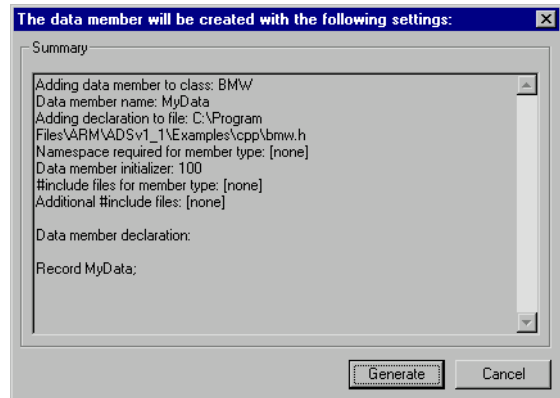 The data member will be created with the following settings:
Summary
Adding data member to class: BMW
Data member name: MyData
Adding declaration to file: C:\Program
Files\ARM\ADSv1_1\Examples\cpp\bmw.h
Namespace required for member type: [none]
Data member initializer: 100
#include files for member type: [none]
Additional #include files: [none]
Data member declaration:
Record MyData;
Generate
Cancel